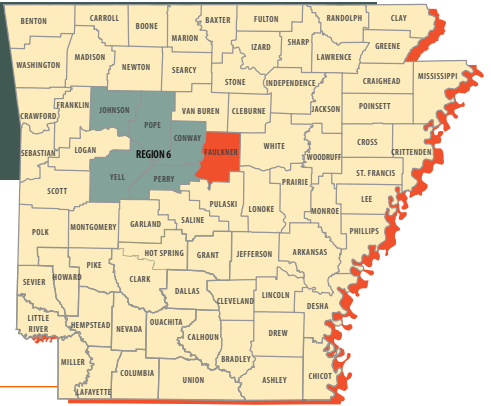 BENTON
CARROLL
BOONE
BAXTER
FULTON
RANDOLPH
CLAY
MARION
IZARD
SHARP
GREENE
WASHINGTON
MADISON
NEWTON
SEARCY
STONE
INDEPENDENCE
LAWRENCE
CRAIGHEAD
MISSISSIPPI
FRANKLIN
JOHNSON
POPE
VAN BUREN
CLEBURNE
JACKSON
POINSETT
CRAWFORD
CONWAY
SEBASTIAN
LOGAN
REGION 6
FAULKNER
WHITE
WOODRUFF
CROSS
CRITTENDEN
SCOTT
YELL
PERRY
PRAIRIE
ST. FRANCIS
PULASKI
LONOKE
MONROE
LEE
POLK
MONTGOMERY
GARLAND
SALINE
PHILLIPS
HOT SPRING
GRANT
JEFFERSON
ARKANSAS
SEVIER
HOWARD
PIKE
CLARK
DALLAS
CLEVELAND
LINCOLN
DESHA
LITTLE
RIVER
HEMPSTEAD
NEVADA
OUACHITA
CALHOUN
DREW
MILLER
LAFAYETTE
COLUMBIA
UNION
BRADLEY
ASHLEY
CHICOT